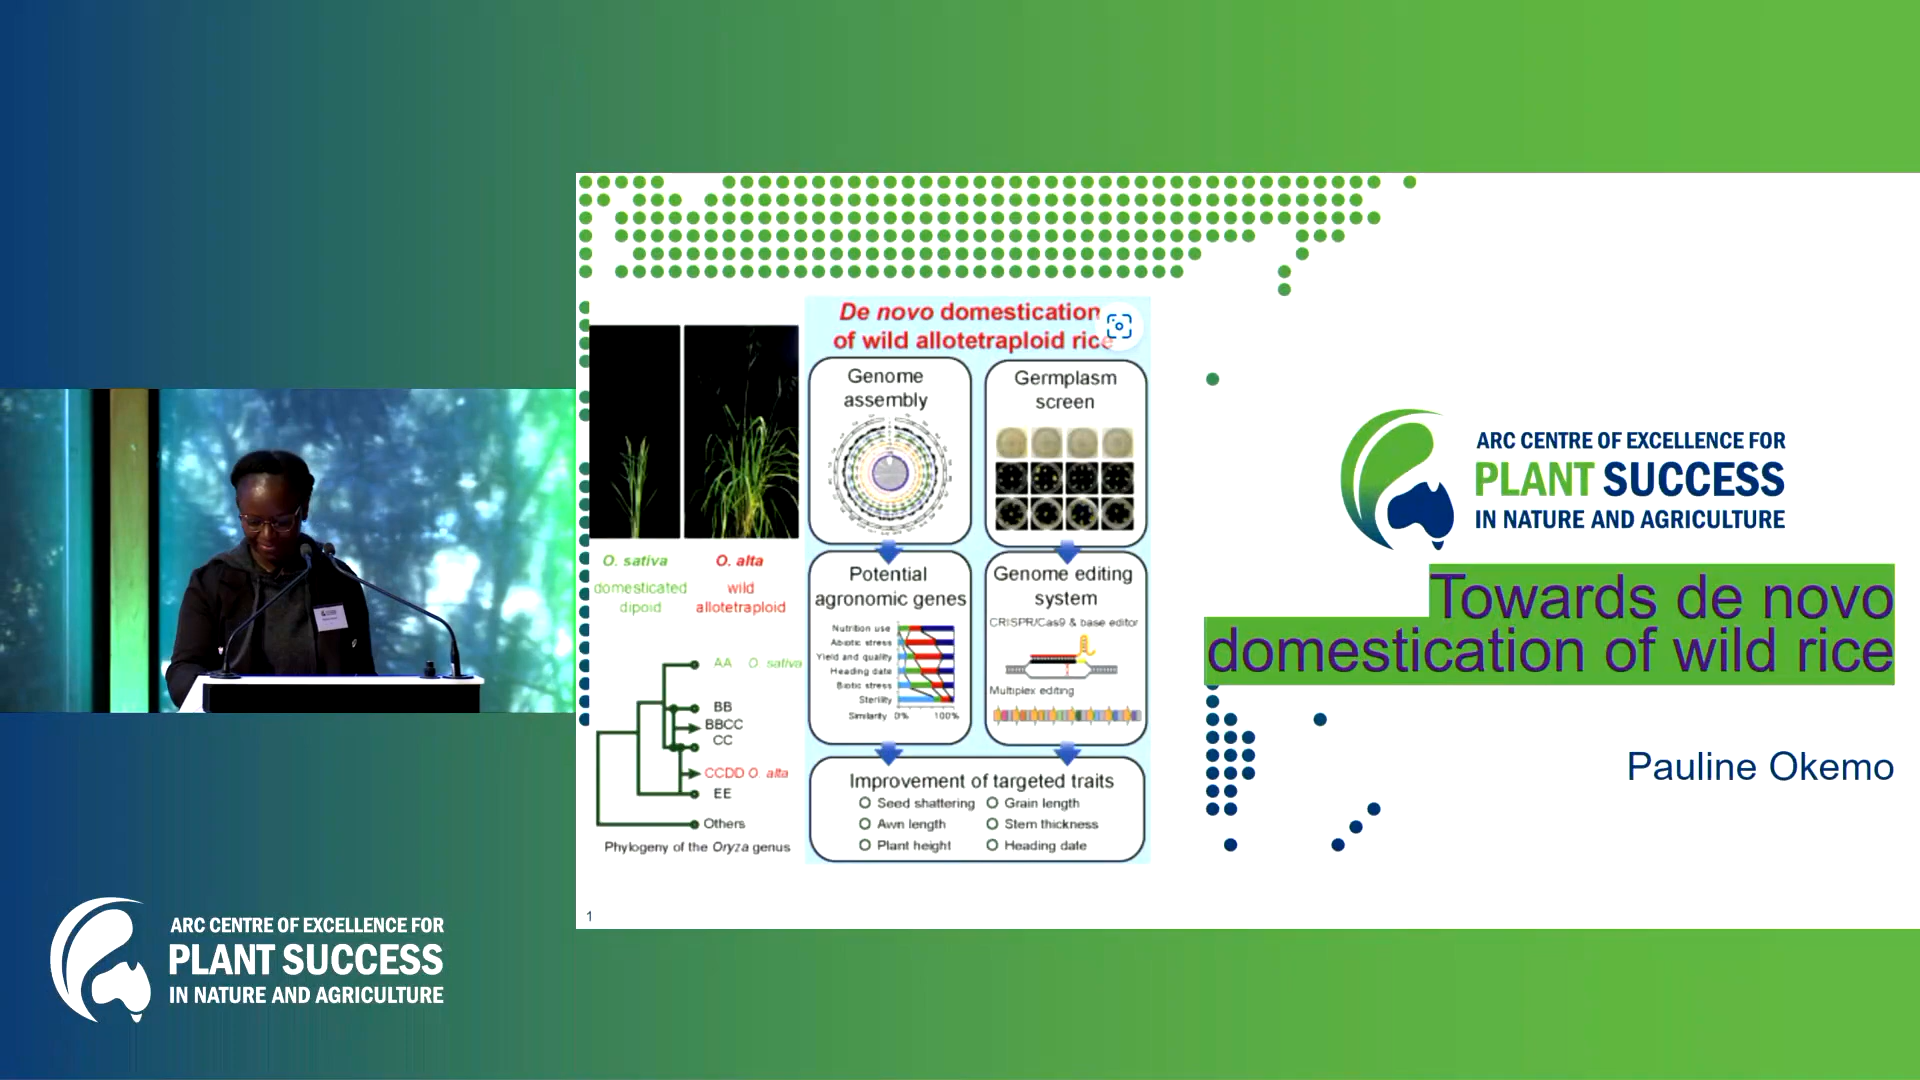 De novo domestication
of wild allotetraploid rice
Genome
assembly
Germplasm
screen
O. sativa
domesticated
dipoid
O. alta
wild
allotetraploid
Potential
agronomic genes
Nutrition use
Abiotic stress
Yield and quality
Heading date
Biotic stress
Sterility
Similarity 0% 100%
Genome editing
system
CRISPR/Cas9 & base editor
Multiplex editing
AA O. sativa
BB
BBCC
CC
CCDD O. alta
EE
Others
Phylogeny of the Oryza genus
Improvement of targeted traits
Seed shattering
Grain length
Awn length
Stem thickness
Plant height
Heading date
1
ARC CENTRE OF EXCELLENCE FOR
PLANT SUCCESS
IN NATURE AND AGRICULTURE
Towards de novo
domestication of wild rice
Pauline Okemo
ARC CENTRE OF EXCELLENCE FOR
PLANT SUCCESS
IN NATURE AND AGRICULTURE